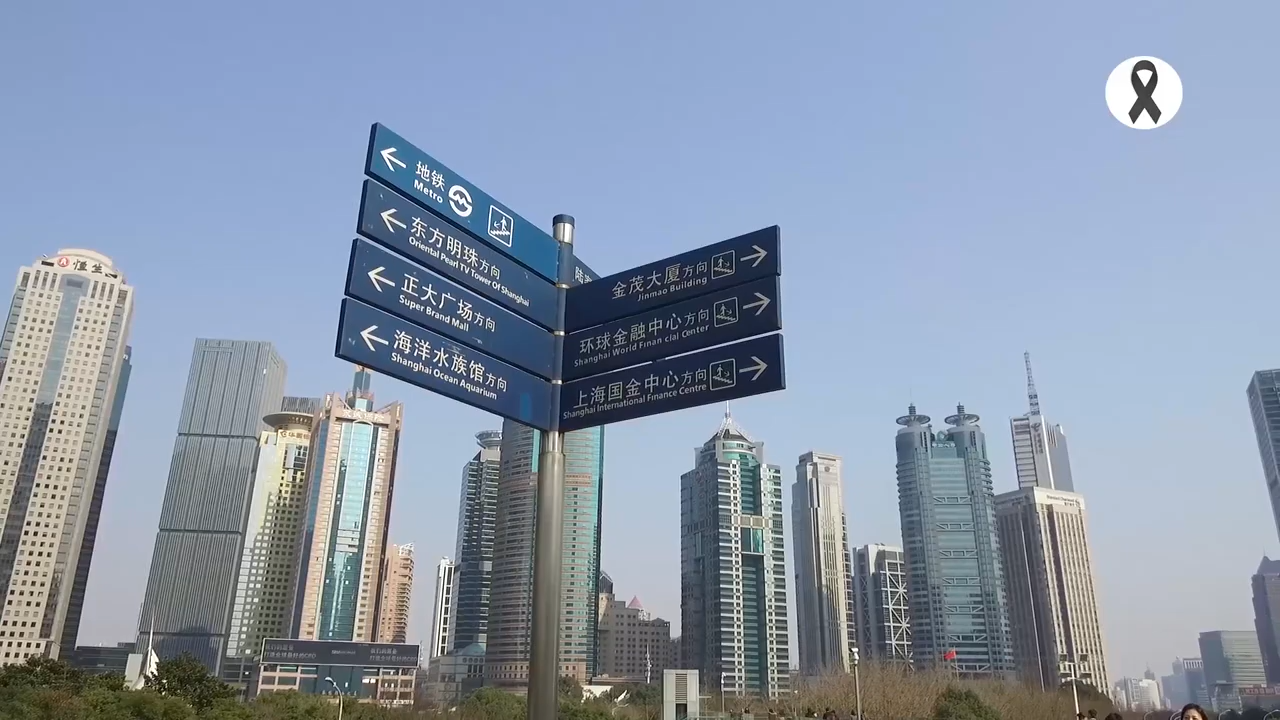 地铁
Metro
东方明珠方向
Oriental Pearl TV Tower Of Shanghai
正大广场方向
Super Brand Mall
海洋水族馆方向
Shanghai Ocean Aquarium
陆
金茂大厦方向
Jinmao Building
环球金融中心方向
Shanghai World Financial Center
上海国金中心方向
Shanghai International Finance Centre
恒生